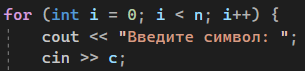 for (int i = 0; i < n; i++) {
cout << "Введите символ: ";
cin >> c;